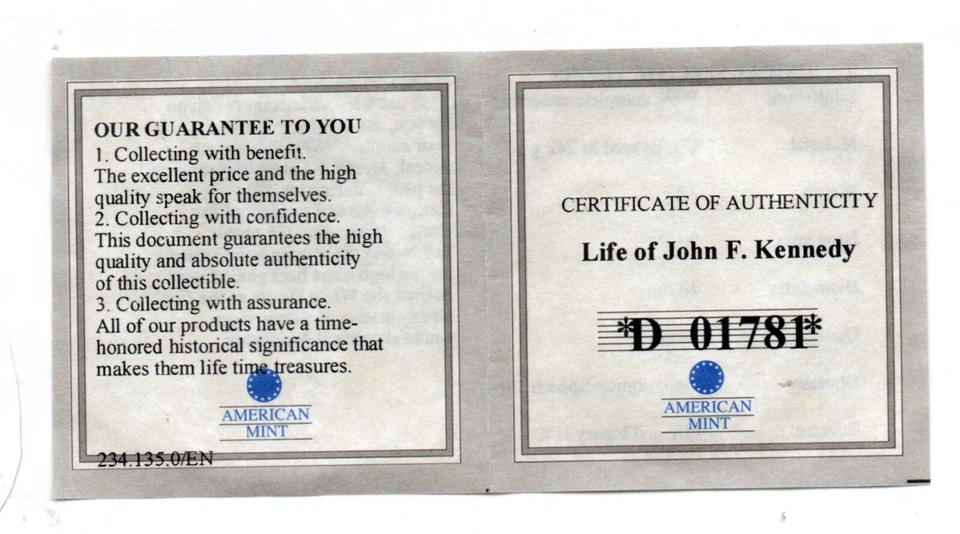 OUR GUARANTEE TO YOU
1. Collecting with benefit.
The excellent price and the high
quality speak for themselves.
2. Collecting with confidence.
This document guarantees the high
quality and absolute authenticity
of this collectible.
3. Collecting with assurance.
All of our products have a time-
honored historical significance that
makes them life time treasures.
AMERICAN
MINT
234.135.0/EN
CERTIFICATE OF AUTHENTICITY
Life of John F. Kennedy
*D 01781*
AMERICAN
MINT